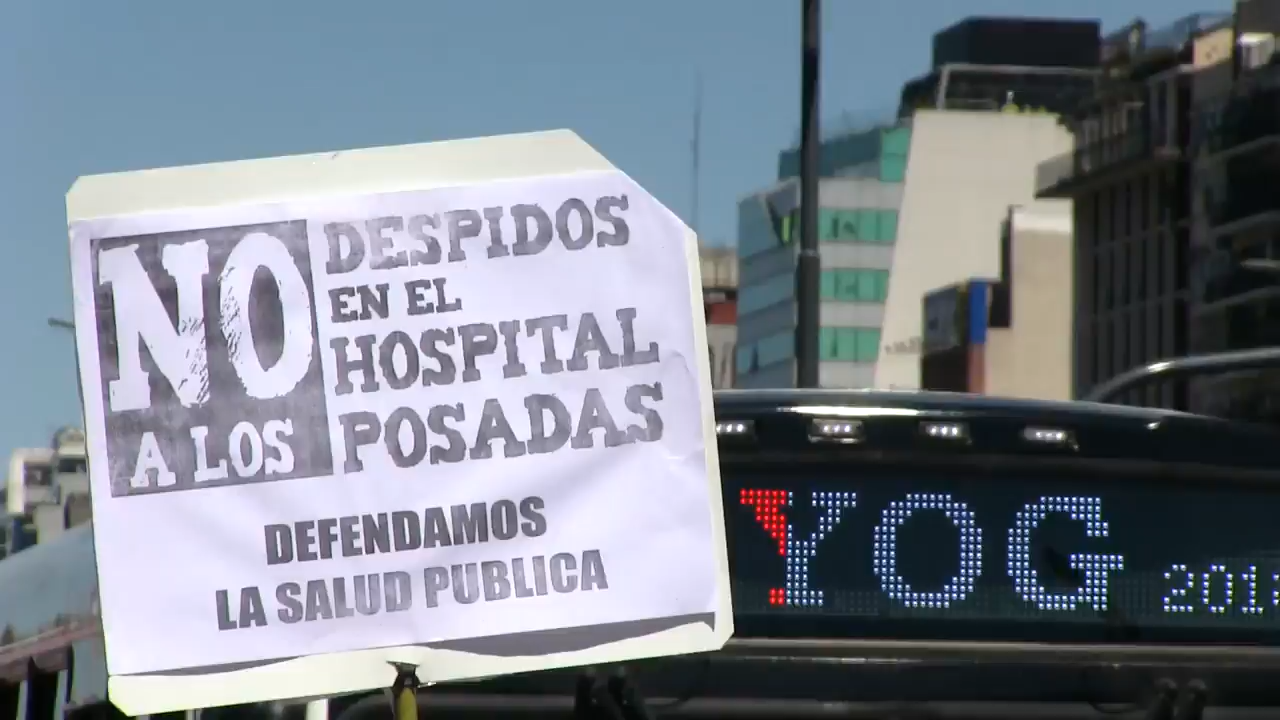 NO
A LOS
DESPIDOS
EN EL
HOSPITAL
POSADAS
DEFENDAMOS
LA SALUD PUBLICA
YOG